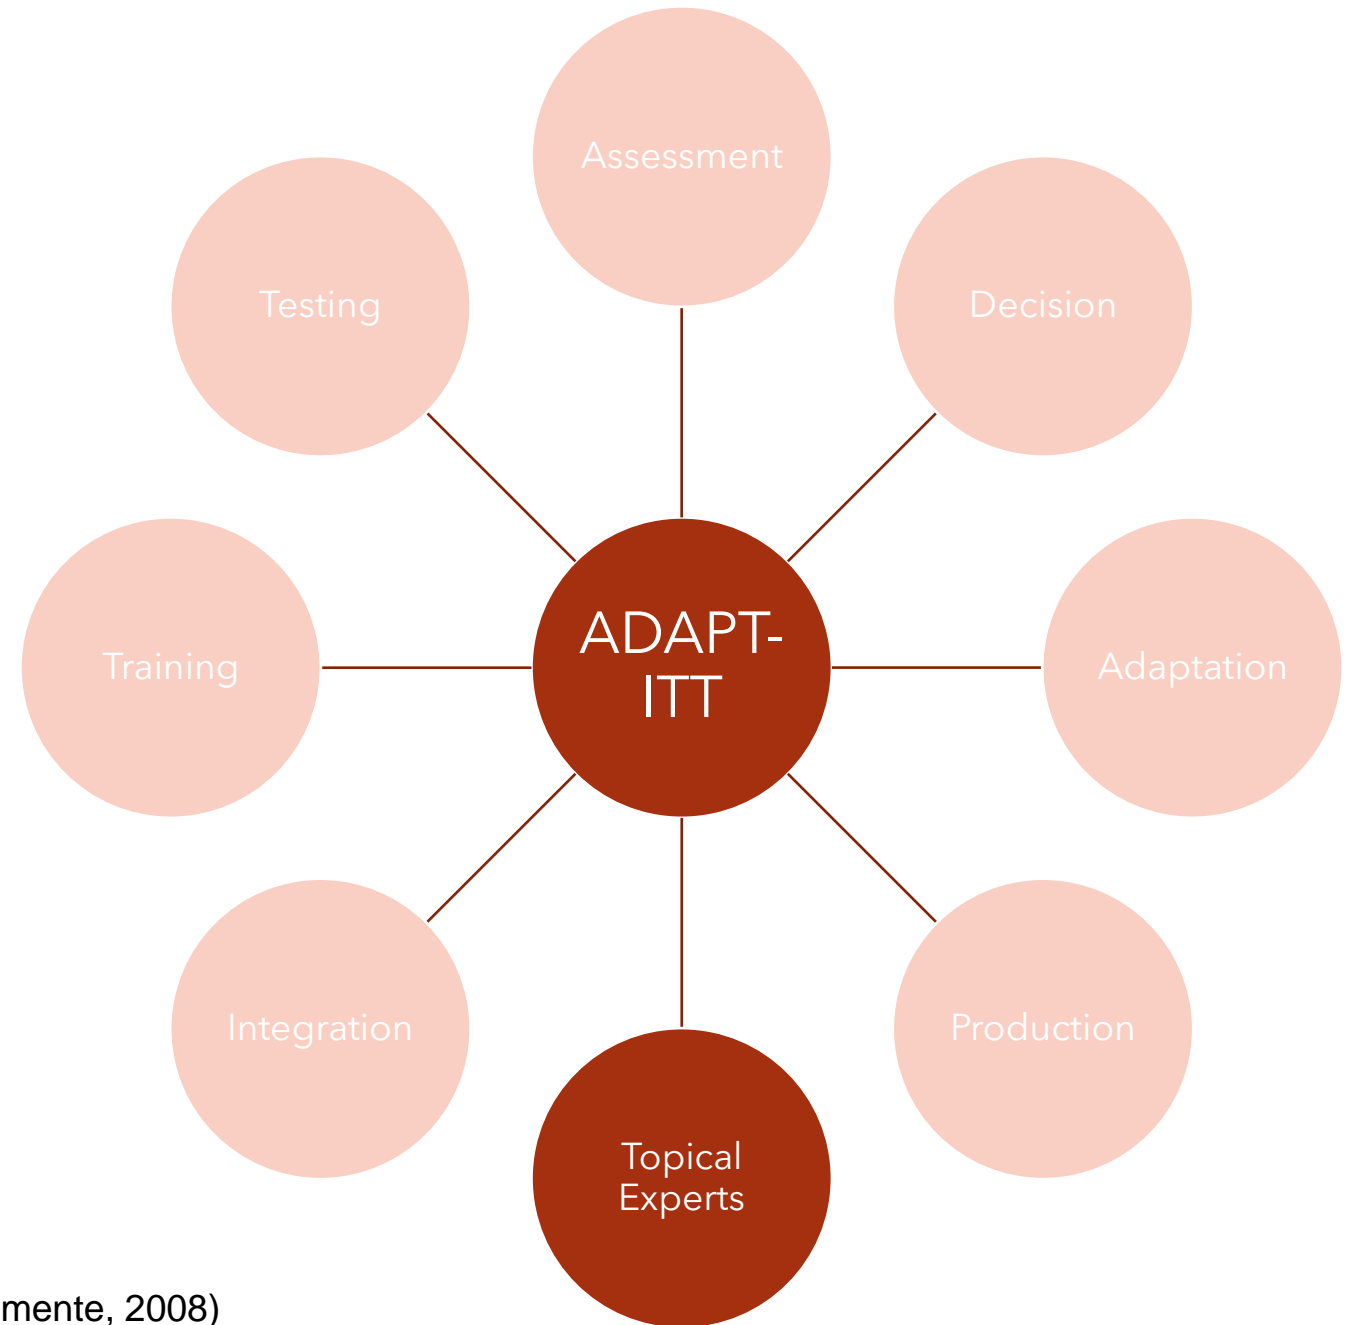 Assessment
Testing
Decision
ADAPT-
ITT
Training
Adaptation
Integration
Production
Topical
Experts
mente, 2008)